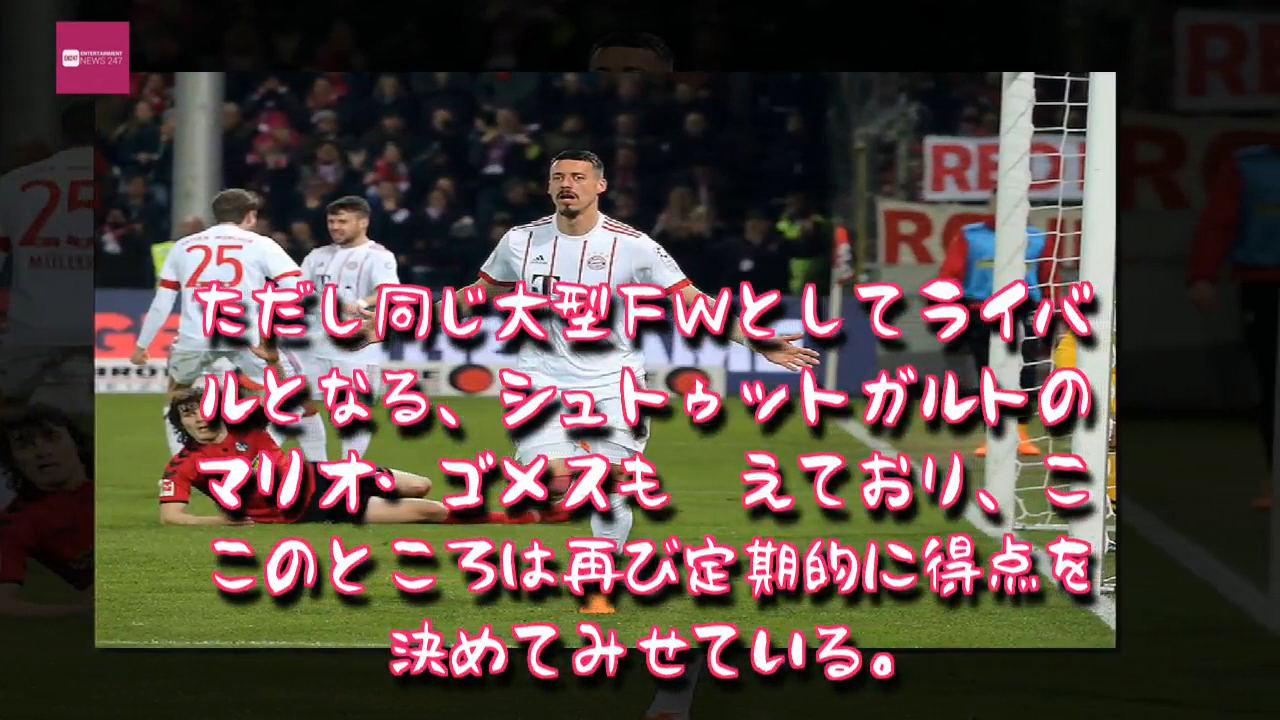 ENTERTAINMENT
NEWS 247
25
MÜLLER
25
ただし同じ大型FWとしてライバ
ルとなる、シュトゥットガルトの
マリオ・ゴメスも　えており、こ
このところは再び定期的に得点を
決めてみせている。